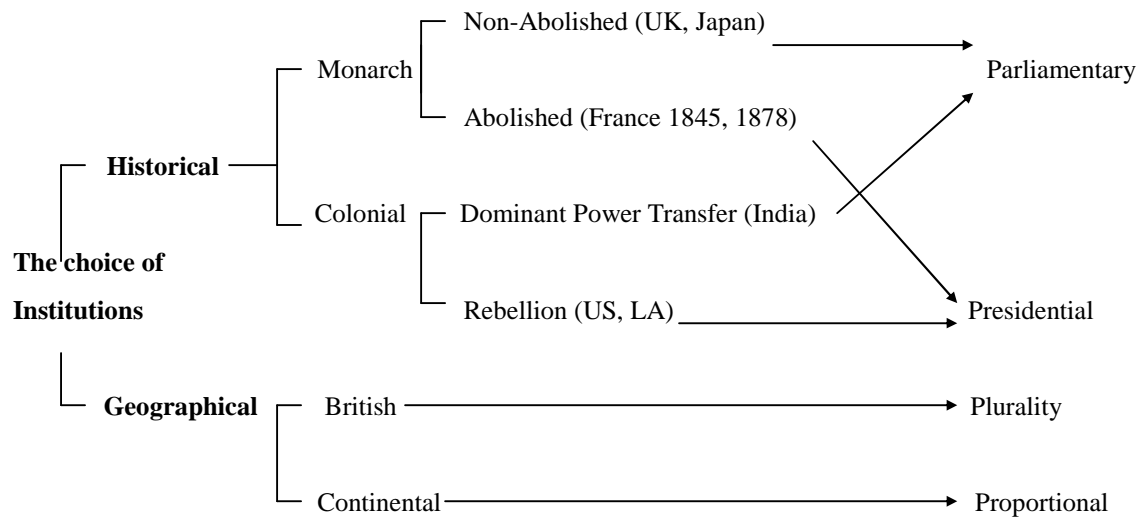 Non-Abolished (UK, Japan)
Monarch
Parliamentary
Abolished (France 1845, 1878)
Historical
Colonial
Dominant Power Transfer (India)
The choice of
Institutions
Rebellion (US, LA)
Presidential
Geographical
British
Plurality
Continental
Proportional